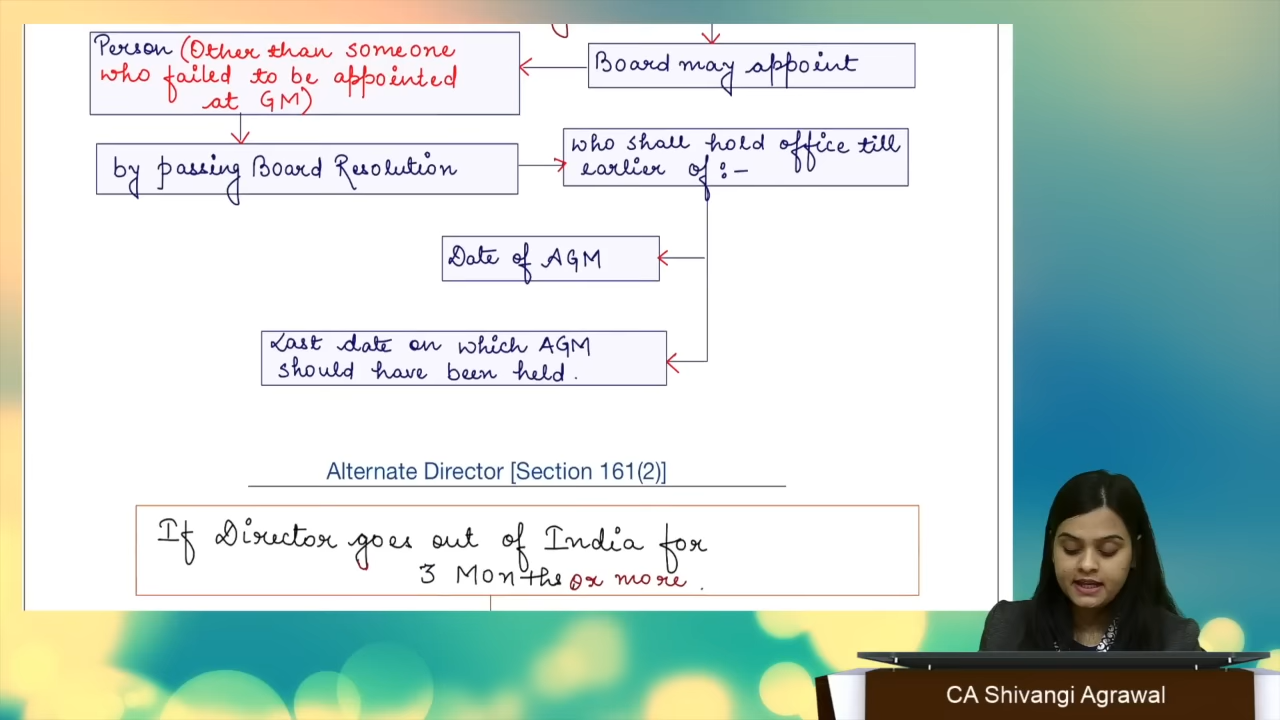 Person (Other than someone
who failed to be appointed
at GM)
Board may appoint
by passing Board Resolution
who shall hold office till
earlier of :-
Date of AGM
Last date on which AGM
should have been held.
Alternate Director [Section 161(2)]
If Director goes out of India for
3 Months or more.
CA Shivangi Agrawal